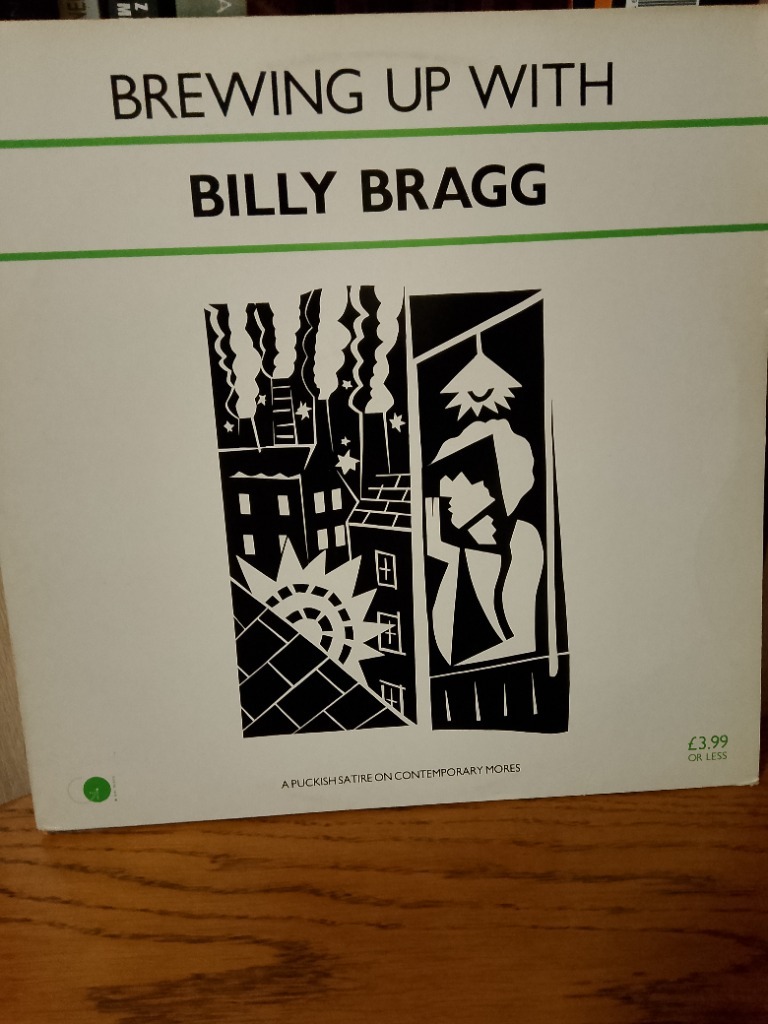 BREWING UP WITH
BILLY BRAGG
£3.99
OR LESS
A PUCKISH SATIRE ON CONTEMPORARY MORES